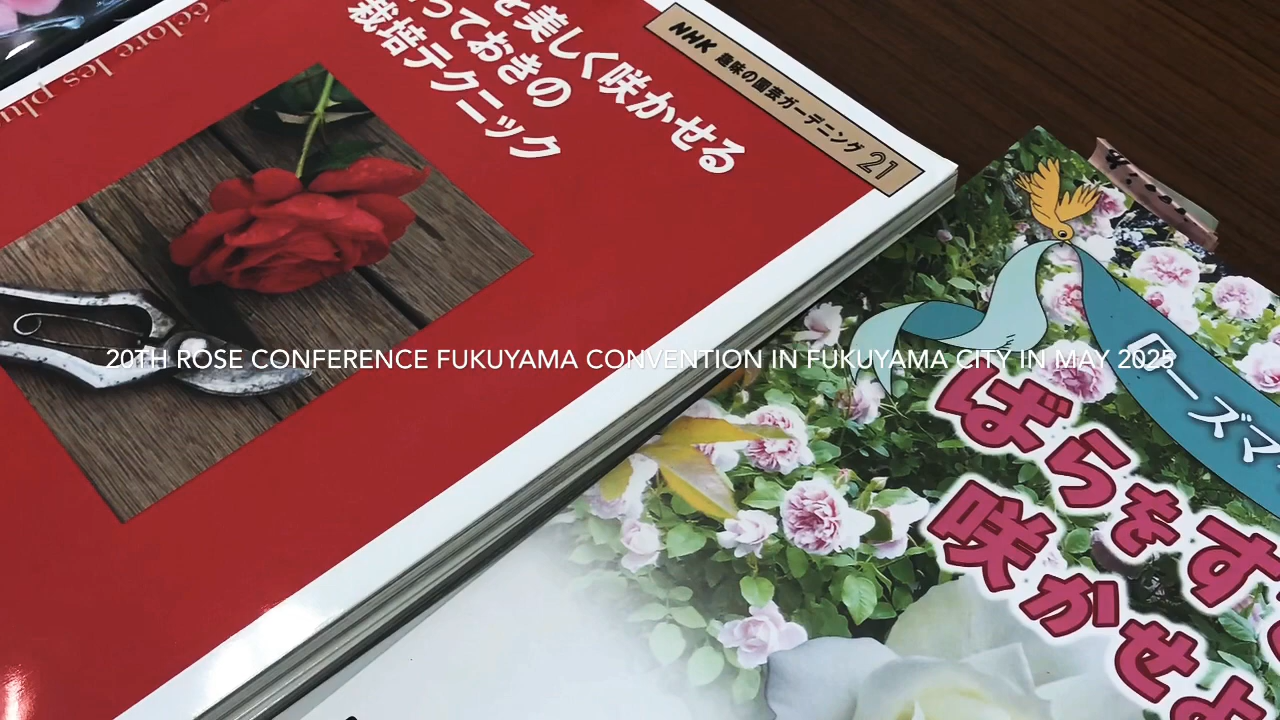 éclore les plu
を美しく咲かせる
っておきの
栽培テクニック
NHK 趣味の園芸ガーデニング 21
20TH ROSE CONFERENCE FUKUYAMA CONVENTION IN FUKUYAMA CITY IN MAY 2025
ローズマ
ばらをす
咲かせよ